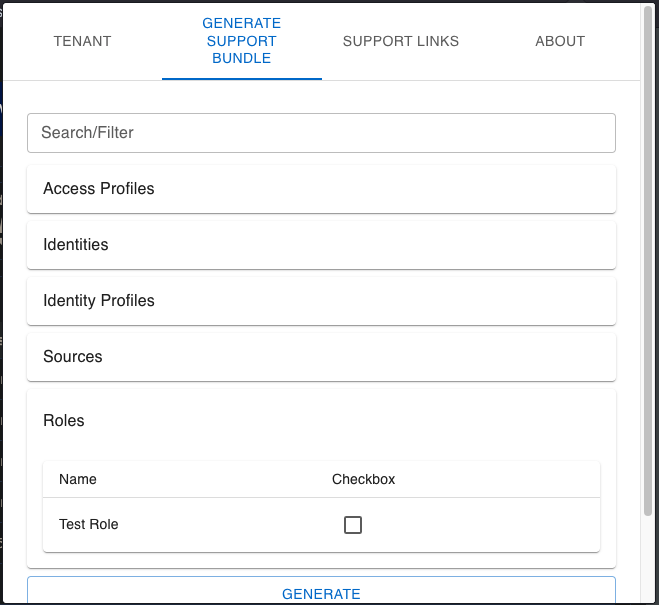 TENANT
GENERATE
SUPPORT
BUNDLE
SUPPORT LINKS
ABOUT
Search/Filter
Access Profiles
Identities
Identity Profiles
Sources
Roles
Name Checkbox
Test Role
GENERATE